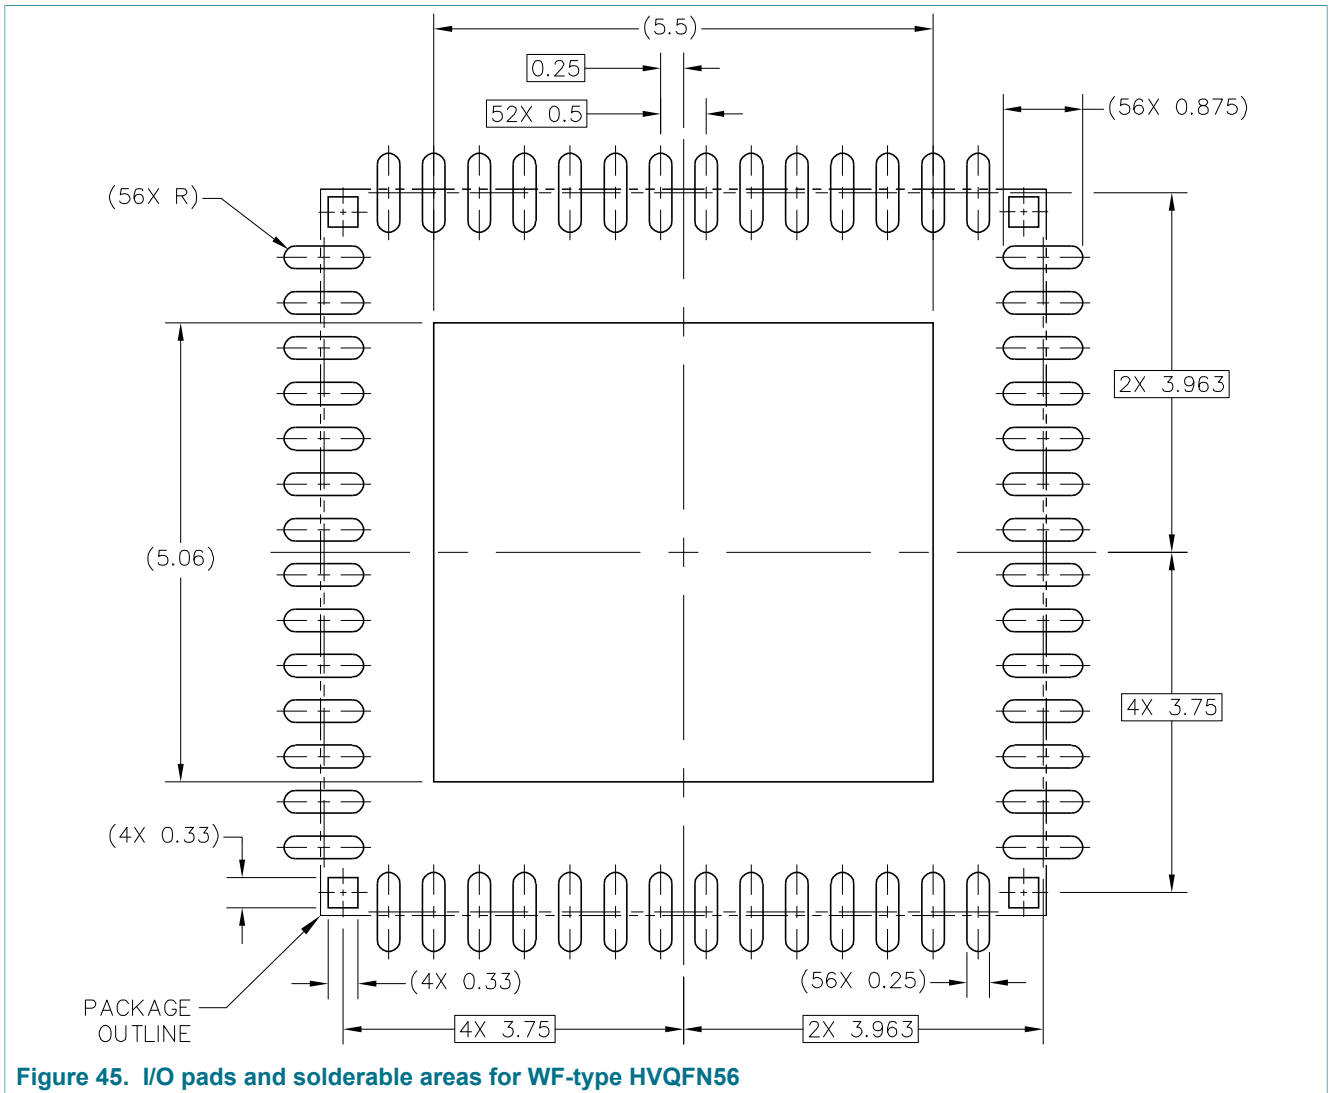 (5.5)
0.25
52X 0.5
(56X 0.875)
(56X R)
2X 3.963
(5.06)
4X 3.75
(4X 0.33)
(4X 0.33)
(56X 0.25)
PACKAGE
OUTLINE
4X 3.75
2X 3.963
Figure 45. I/O pads and solderable areas for WF-type HVQFN56